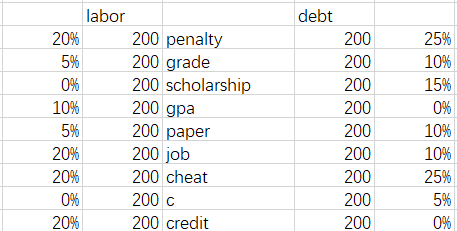 labor debt
20% 200 penalty 200 25%
5% 200 grade 200 10%
0% 200 scholarship 200 15%
10% 200 gpa 200 0%
5% 200 paper 200 10%
20% 200 job 200 10%
20% 200 cheat 200 25%
0% 200 c 200 5%
20% 200 credit 200 0%